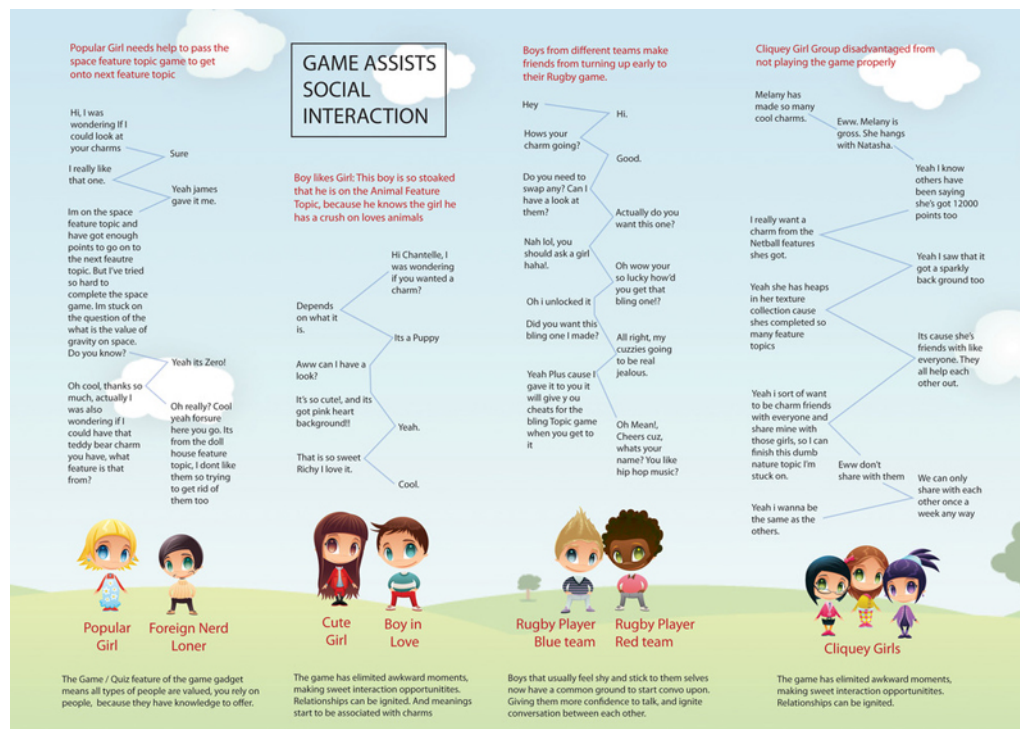 Popular Girl needs help to pass the
space feature topic game to get
onto next feature topic
Hi, I was
wondering If I
could look at
your charms
Sure
I really like
that one.
Yeah james
gave it me.
Im on the space
feature topic and
have got enough
points to go on to
the next feautre
topic. But I've tried
so hard to
complete the space
game. Im stuck on
the question of the
what is the value of
gravity on space.
Do you know?
Yeah its Zero!
Oh cool, thanks so
much, actually I
was also
wondering if I
could have that
teddy bear charm
you have, what
feature is that
from?
Oh really? Cool
yeah forsure
here you go. Its
from the doll
house feature
topic, I dont like
them so trying
to get rid of
them too
Popular
Girl
Foreign Nerd
Loner
The Game / Quiz feature of the game gadget
means all types of people are valued, you rely on
people, because they have knowledge to offer.
GAME ASSISTS
SOCIAL
INTERACTION
Boy likes Girl: This boy is so stoaked
that he is on the Animal Feature
Topic, because he knows the girl he
has a crush on loves animals
Hi Chantelle, I
was wondering
if you wanted a
charm?
Depends
on what it
is.
Its a Puppy
Aww can I have a
look?
It's so cute!, and its
got pink heart
background!!
Yeah.
That is so sweet
Richy I love it.
Cool.
Cute
Girl
Boy in
Love
The game has elimited awkward moments,
making sweet interaction opportunitites.
Relationships can be ignited. And meanings
start to be associated with charms
Boys from different teams make
friends from turning up early to
their Rugby game.
Hey
Hi.
Hows your
charm going?
Good.
Do you need to
swap any? Can I
have a look at
them?
Actually do you
want this one?
Nah lol, you
should ask a girl
haha!.
Oh wow your
so lucky how'd
you get that
bling one!?
Oh i unlocked it
Did you want this
bling one I made?
All right, my
cuzzies going
to be real
jealous.
Yeah Plus cause I
gave it to you it
will give y ou
cheats for the
bling Topic game
when you get to
it
Oh Mean!,
Cheers cuz,
whats your
name? You like
hip hop music?
Rugby Player
Blue team
Rugby Player
Red team
Boys that usually feel shy and stick to them selves
now have a common ground to start convo upon.
Giving them more confidence to talk, and ignite
conversation between each other.
Cliquey Girl Group disadvantaged from
not playing the game properly
Melany has
made so many
cool charms.
Eww. Melany is
gross. She hangs
with Natasha.
Yeah I know
others have
been saying
she's got 12000
points too
I really want a
charm from the
Netball features
shes got.
Yeah I saw that it
got a sparkly
back ground too
Yeah she has heaps
in her texture
collection cause
shes completed so
many feature
topics
Its cause she's
friends with like
everyone. They
all help each
other out.
Yeah i sort of want
to be charm friends
with everyone and
share mine with
those girls, so I can
finish this dumb
nature topic I'm
stuck on.
Eww don't
share with them
We can only
share with each
other once a
week any way
Yeah i wanna be
the same as the
others.
Cliquey Girls
The game has elimited awkward moments,
making sweet interaction opportunitites.
Relationships can be ignited.